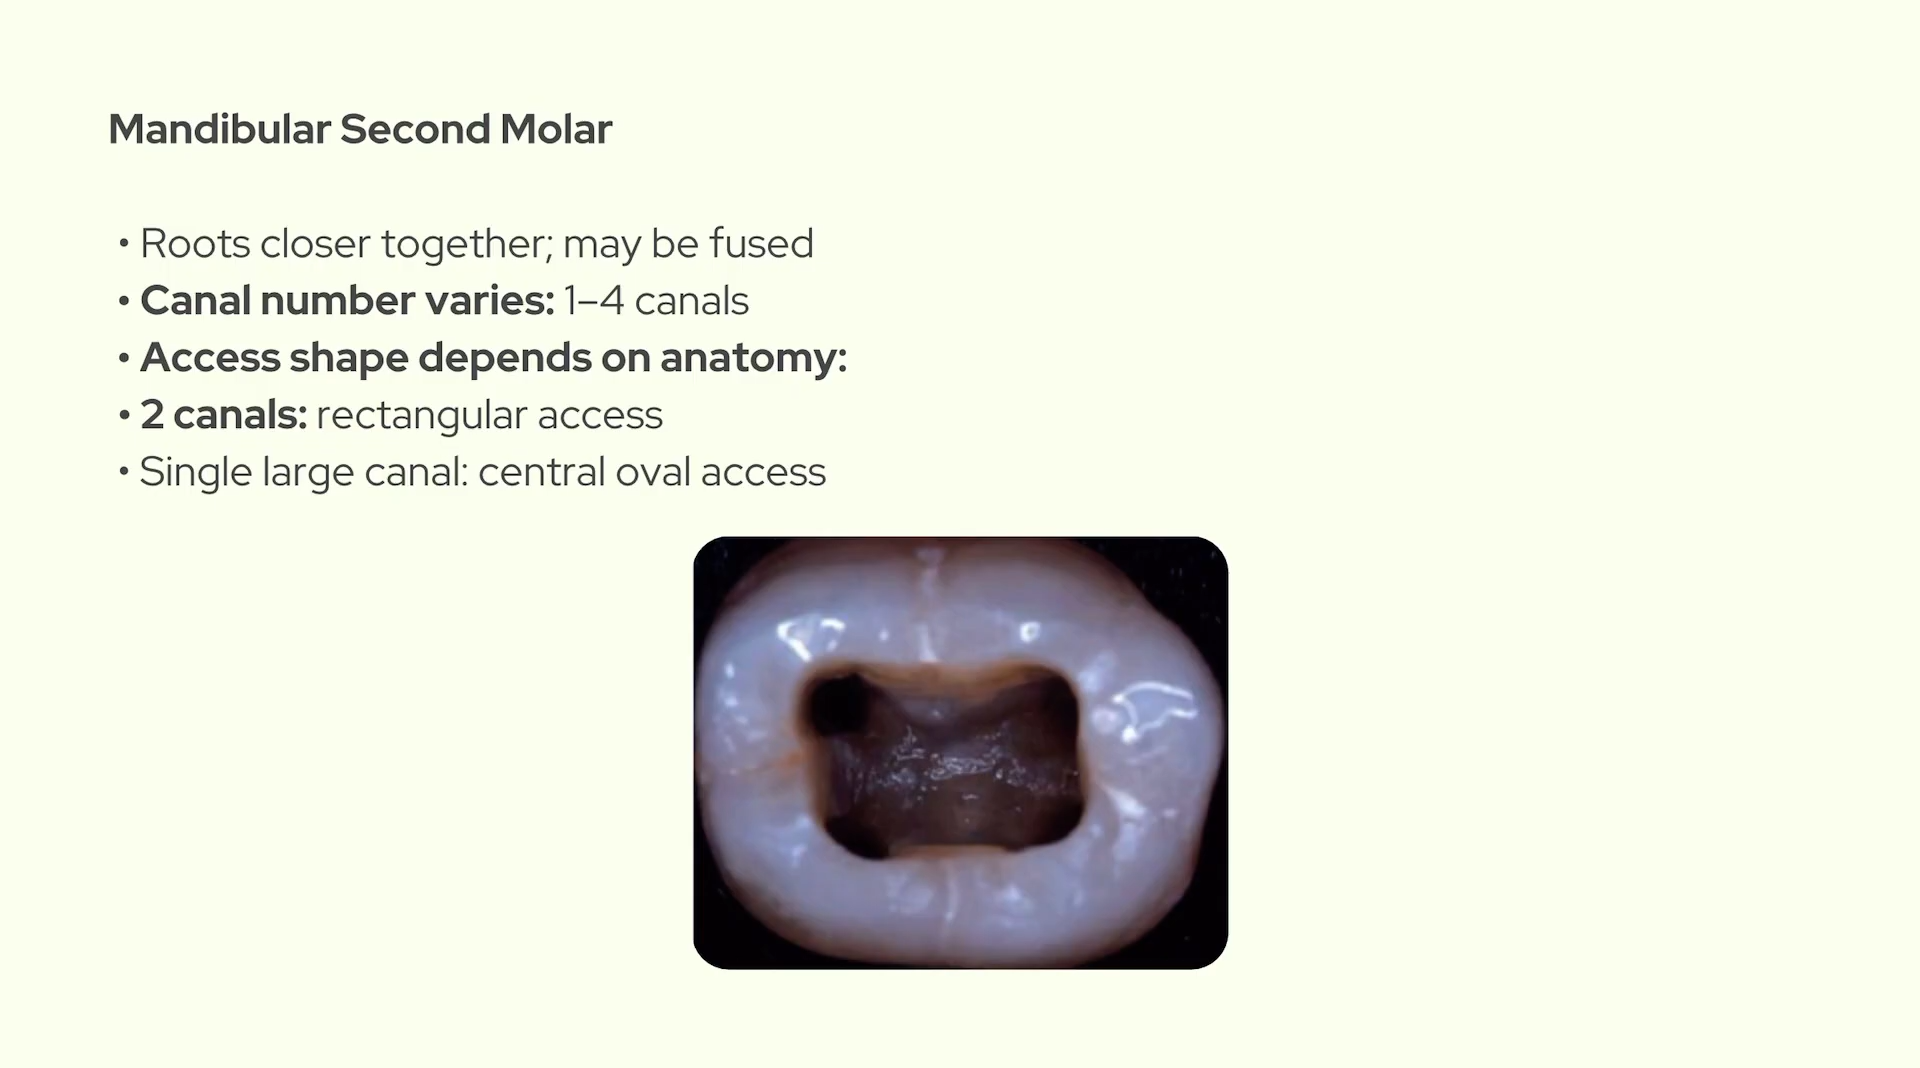 Mandibular Second Molar
• Roots closer together; may be fused
• Canal number varies: 1–4 canals
• Access shape depends on anatomy:
• 2 canals: rectangular access
• Single large canal: central oval access